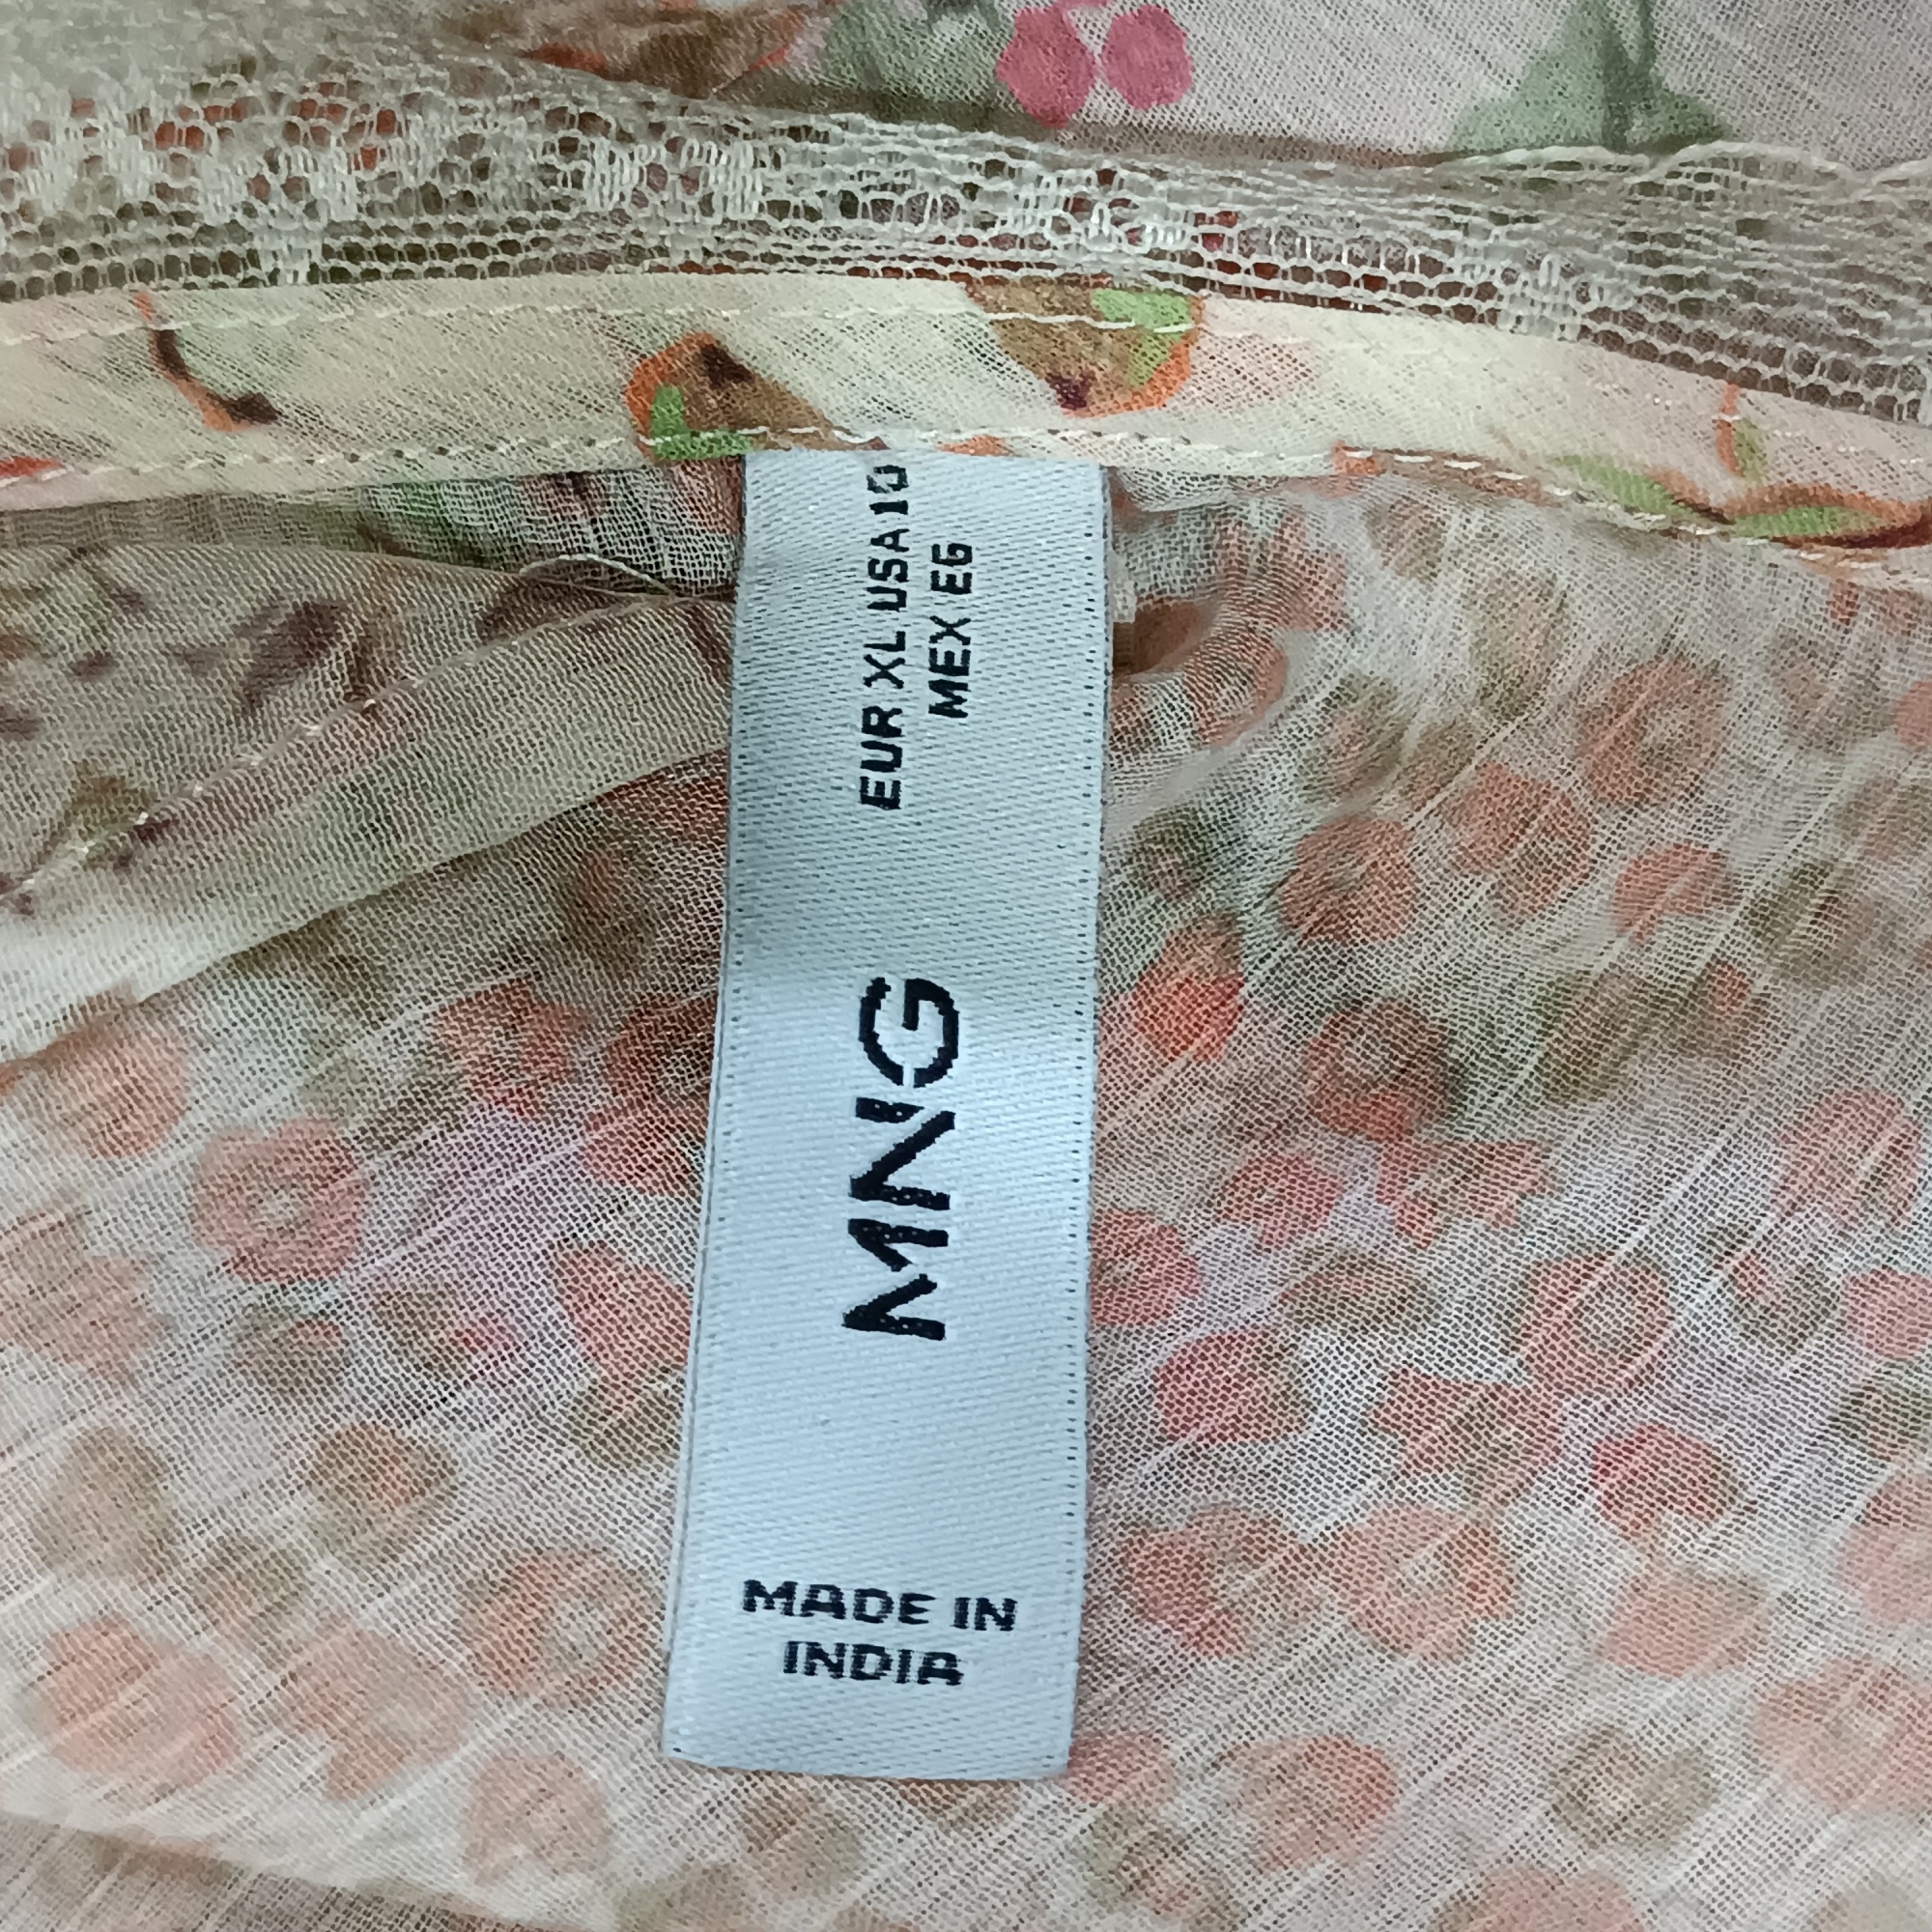 EUR XL USA 10
MEX EG
MNG
MADE IN
INDIA